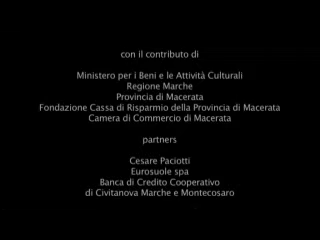 con il contributo di
Ministero per i Beni e le Attività Culturali
Regione Marche
Provincia di Macerata
Fondazione Cassa di Risparmio della Provincia di Macerata
Camera di Commercio di Macerata
partners
Cesare Paciotti
Eurosuole spa
Banca di Credito Cooperativo
di Civitanova Marche e Montecosaro